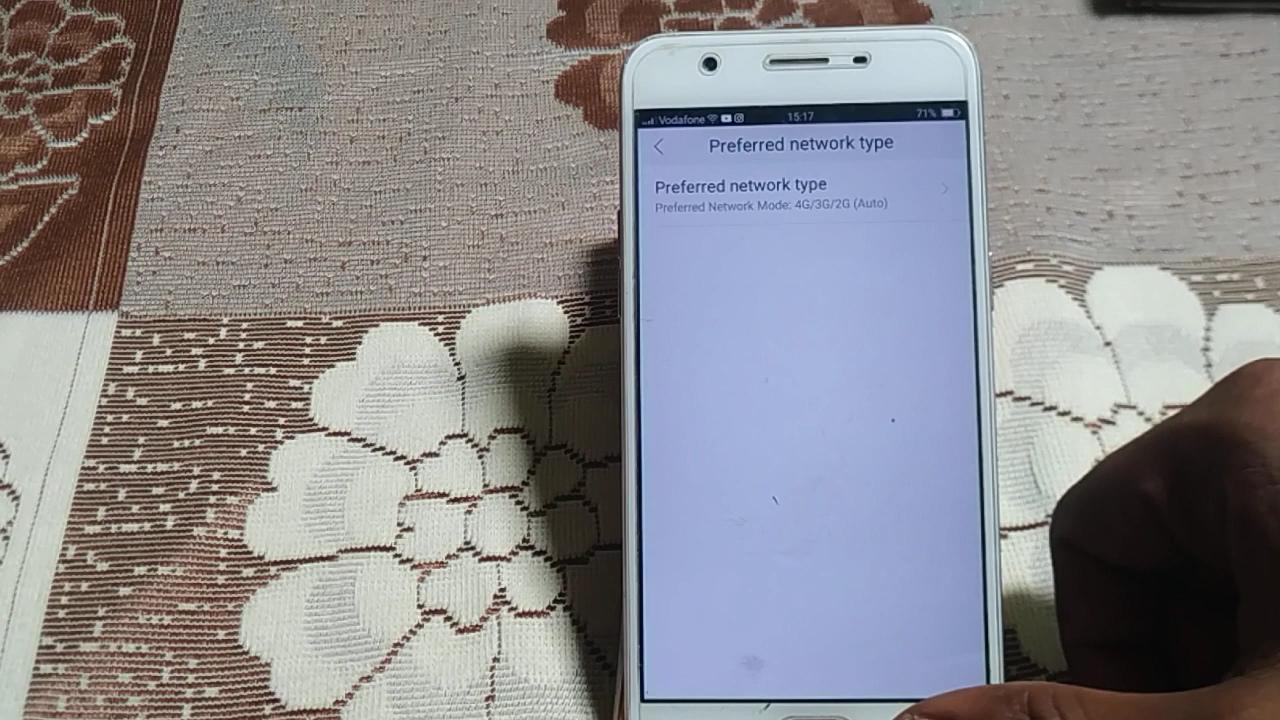 Vodafone 15:17 71%
Preferred network type
Preferred network type
Preferred Network Mode: 4G/3G/2G (Auto)